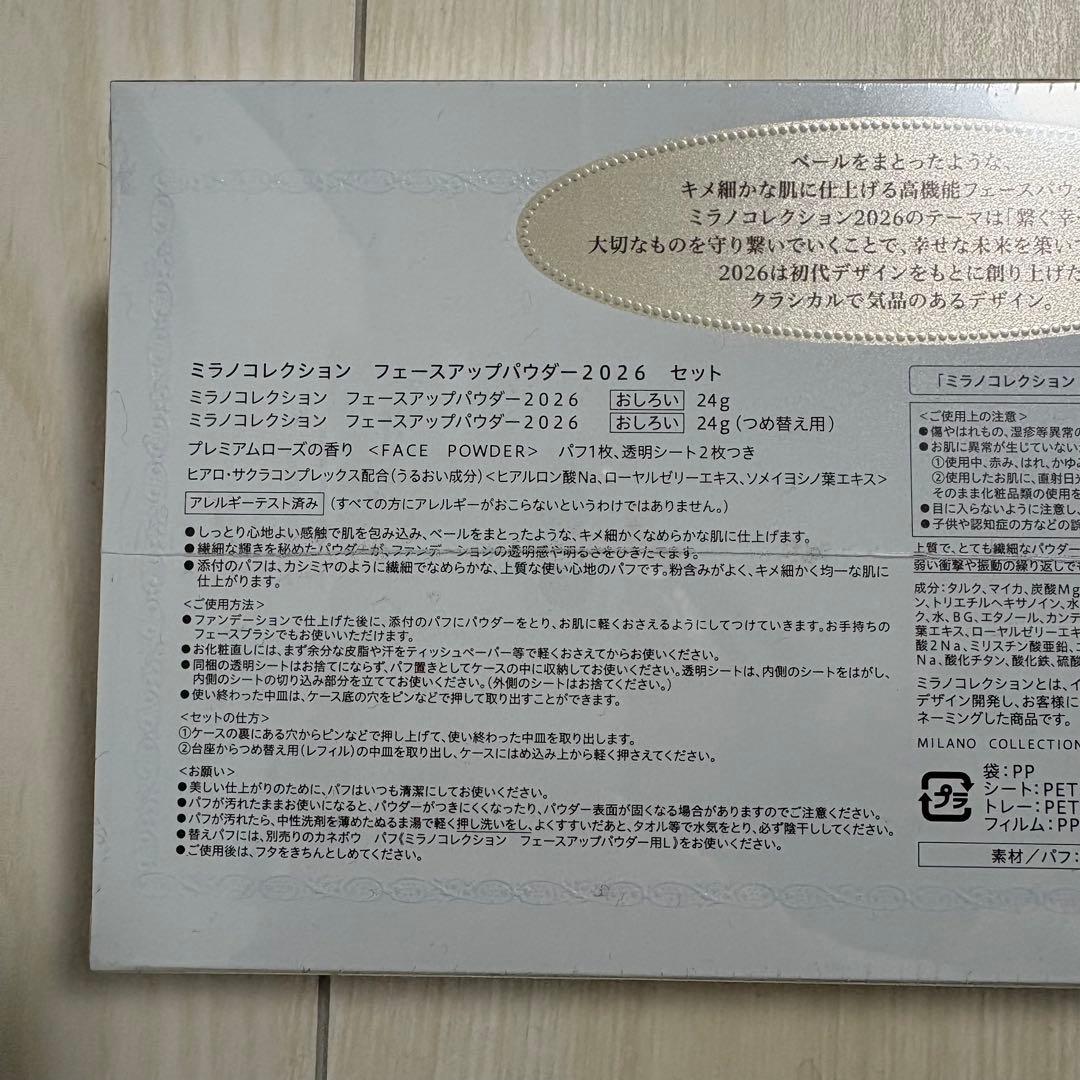 ベールをまとったような、
キメ細かな肌に仕上げる高機能フェースパウ
ミラノコレクション2026のテーマは「繋ぐ幸
大切なものを守り繋いでいくことで、幸せな未来を築い
2026は初代デザインをもとに創り上げた
クラシカルで気品のあるデザイン。
ミラノコレクション フェースアップパウダー2026 セット
ミラノコレクション フェースアップパウダー2026 おしろい 24g
ミラノコレクション フェースアップパウダー2026 おしろい 24g(つめ替え用)
プレミアムローズの香り <FACE POWDER> パフ1枚、透明シート2枚つき
ヒアロ・サクラコンプレックス配合(うるおい成分)<ヒアルロン酸Na、ローヤルゼリーエキス、ソメイヨシノ葉エキス>
アレルギーテスト済み (すべての方にアレルギーがおこらないというわけではありません。)
●しっとり心地よい感触で肌を包み込み、ベールをまとったような、キメ細かくなめらかな肌に仕上げます。
●繊細な輝きを秘めたパウダーが、ファンデーションの透明感や明るさをひきたてます。
●添付のパフは、カシミヤのように繊細でなめらかな、上質な使い心地のパフです。粉含みがよく、キメ細かく均一な肌に
仕上がります。
<ご使用方法>
●ファンデーションで仕上げた後に、添付のパフにパウダーをとり、お肌に軽くおさえるようにしてつけていきます。お手持ちの
フェースブラシでもお使いいただけます。
●お化粧直しには、まず余分な皮脂や汗をティッシュペーパー等で軽くおさえてからお使いください。
●同梱の透明シートはお捨てにならず、パフ置きとしてケースの中に収納してお使いください。透明シートは、内側のシートをはがし、
内側のシートの切り込み部分を立ててお使いください。(外側のシートはお捨てください。)
●使い終わった中皿は、ケース底の穴をピンなどで押して取り出すことができます。
<セットの仕方>
①ケースの裏にある穴からピンなどで押し上げて、使い終わった中皿を取り出します。
②台座からつめ替え用(レフィル)の中皿を取り出し、ケースにはめ込み上から軽く押さえてください。
<お願い>
●美しい仕上がりのために、パフはいつも清潔にしてお使いください。
●パフが汚れたままお使いになると、パウダーがつきにくくなったり、パウダー表面が固くなる場合がありますのでご注意ください。
●パフが汚れたら、中性洗剤を薄めたぬるま湯で軽く押し洗いをし、よくすすいだあと、タオル等で水気をとり、必ず陰干ししてください。
●替えパフには、別売りのカネボウ パフ《ミラノコレクション フェースアップパウダー用L》をお使いください。
●ご使用後は、フタをきちんとしめてください。
「ミラノコレクション
<ご使用上の注意>
●傷やはれもの、湿疹等異常の
●お肌に異常が生じていない
①使用中、赤み、はれ、かゆみ
②使用したお肌に、直射日光
そのまま化粧品類の使用を
●目に入らないように注意し、
●子供や認知症の方などの誤
上質で、とても繊細なパウダー
弱い衝撃や振動の繰り返しでも
成分:タルク、マイカ、炭酸Mg
ン、トリエチルヘキサノイン、水
ク、水、BG、エタノール、カンテ
葉エキス、ローヤルゼリーエキ
酸2Na、ミリスチン酸亜鉛、
Na、酸化チタン、酸化鉄、硫酸
ミラノコレクションとは、イ
デザイン開発し、お客様に
ネーミングした商品です。
MILANO COLLECTION
プラ
袋:PP
シート:PET
トレー:PET
フィルム:PP
素材/パフ: